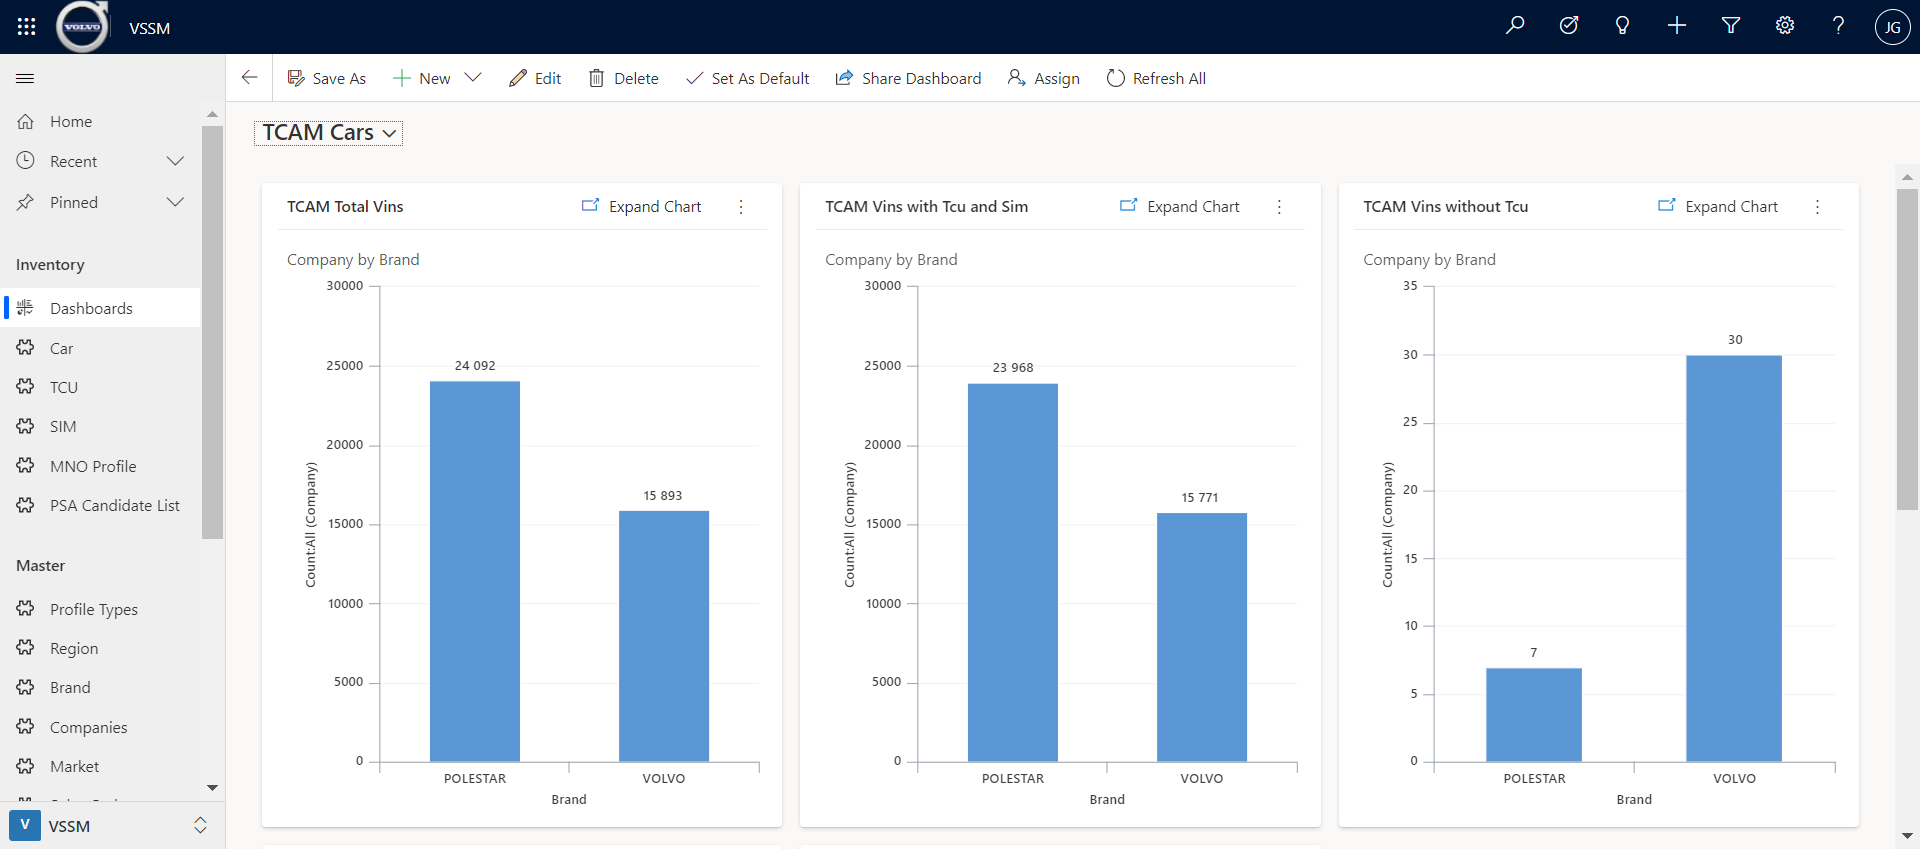 VOLVO
VSSM
JG
Home
Recent
Pinned
Inventory
Dashboards
Car
TCU
SIM
MNO Profile
PSA Candidate List
Master
Profile Types
Region
Brand
Companies
Market
V VSSM
Save As New Edit Delete Set As Default Share Dashboard Assign Refresh All
TCAM Cars
TCAM Total Vins Expand Chart
Company by Brand
30000
25000
20000
15000
10000
5000
0
Count:All (Company)
24 092
15 893
POLESTAR VOLVO
Brand
TCAM Vins with Tcu and Sim Expand Chart
Company by Brand
30000
25000
20000
15000
10000
5000
0
Count:All (Company)
23 968
15 771
POLESTAR VOLVO
Brand
TCAM Vins without Tcu Expand Chart
Company by Brand
35
30
25
20
15
10
5
0
Count:All (Company)
7
30
POLESTAR VOLVO
Brand